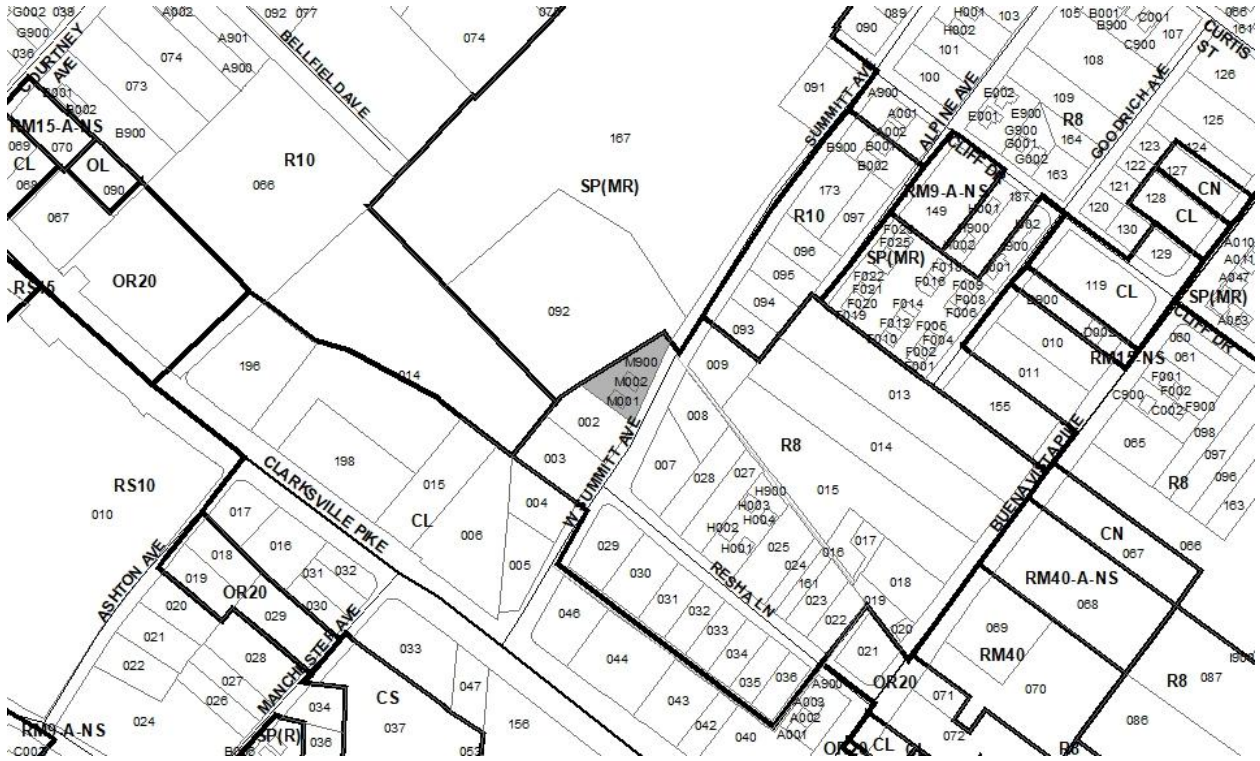 G002 039
A002
092 077
070
G900
A901
036
074
A900
COURTNEY AVE
BELLFIELD AVE
074
073
B001
B002
B900
RM15-A-NS
069
070
CL
OL
068
090
067
R10
066
167
SP(MR)
092
OR20
196
014
198
015
CL
006
M900
M002
M001
002
003
004
005
W SUMMITT AVE
SUMMITT AVE
089
090
091
H001
H002
103
101
100
ALPINE AVE
A900
A001
A002
B900
B001
B002
173
097
R10
096
095
094
093
105
B001
B900
C001
C900
107
066
161
CURTIS ST
108
126
E002
E001
109
E900
R8
G900
164
G001
G002
163
GOODRICH AVE
125
123
124
122
127
121
128
CN
120
CL
130
129
CLIFF DR
RM9-A-NS
149
187
H001
F025
SP(MR)
F022
F021
F020
F019
F016
F014
F012
F010
F009
F008
F006
F005
F004
F002
F001
119
CL
010
011
RM15-NS
155
A010
A011
A047
SP(MR)
A053
CLIFF DR
060
061
F001
F002
F900
C900
C002
065
098
097
096
R8
163
009
008
007
013
014
R8
015
028
027
H900
H003
H004
H002
H001
025
024
161
023
022
016
017
018
019
020
021
BUENA VISTA PIKE
RESHA LN
029
030
031
032
033
034
035
036
046
044
043
042
040
A900
A003
A002
A001
OR20
CL
071
072
CN
067
066
RM40-A-NS
068
069
RM40
070
R8
087
086
RS10
010
CLARKSVILLE PIKE
ASHTON AVE
017
016
018
019
OR20
031
032
030
029
020
021
022
028
027
026
024
MANCHESTER AVE
034
036
SP(R)
033
CS
037
047
156
RM9-A-NS